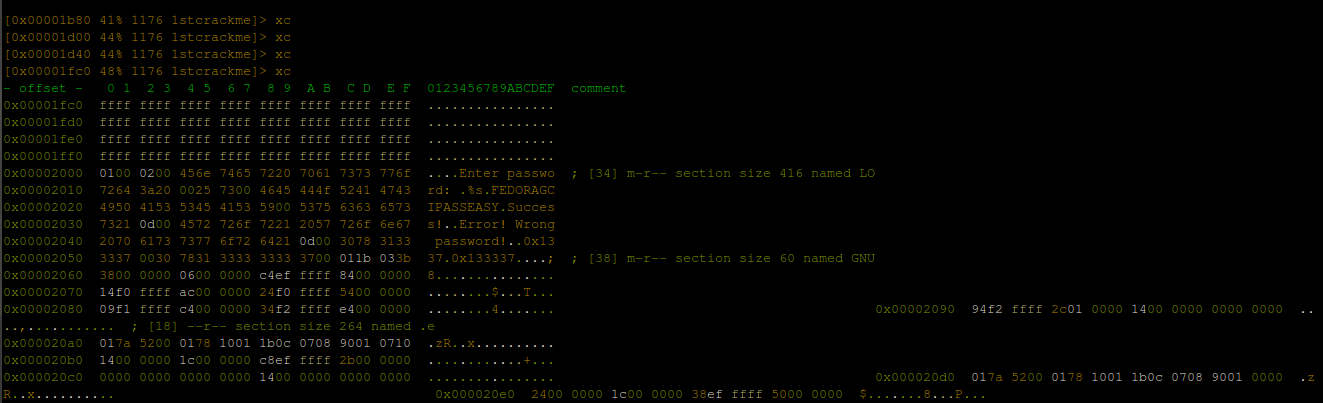 [0x00001b80 41% 1176 1stcrackme]> xc
[0x00001d00 44% 1176 1stcrackme]> xc
[0x00001d40 44% 1176 1stcrackme]> xc
[0x00001fc0 48% 1176 1stcrackme]> xc
- offset -   0 1  2 3  4 5  6 7  8 9  A B  C D  E F  0123456789ABCDEF  comment
0x00001fc0  ffff ffff ffff ffff ffff ffff ffff ffff  ................
0x00001fd0  ffff ffff ffff ffff ffff ffff ffff ffff  ................
0x00001fe0  ffff ffff ffff ffff ffff ffff ffff ffff  ................
0x00001ff0  ffff ffff ffff ffff ffff ffff ffff ffff  ................
0x00002000  0100 0200 456e 7465 7220 7061 7373 776f  ....Enter passwo  ; [34] m-r-- section size 416 named LO
0x00002010  7264 3a20 0025 7300 4645 444f 5241 4743  rd: .%s.FEDORAGC
0x00002020  4950 4153 5345 4153 5900 5375 6363 6573  IPASSEASY.Succes
0x00002030  7321 0d00 4572 726f 7221 2057 726f 6e67  s!..Error! Wrong
0x00002040  2070 6173 7377 6f72 6421 0d00 3078 3133   password!..0x13
0x00002050  3337 0030 7831 3333 3333 3700 011b 033b  37.0x133337....;  ; [38] m-r-- section size 60 named GNU
0x00002060  3800 0000 0600 0000 c4ef ffff 8400 0000  8...............
0x00002070  14f0 ffff ac00 0000 24f0 ffff 5400 0000  ........$...T...
0x00002080  09f1 ffff c400 0000 34f2 ffff e400 0000  ........4.......                                        0x00002090  94f2 ffff 2c01 0000 1400 0000 0000 0000  ..
..,...........  ; [18] --r-- section size 264 named .e
0x000020a0  017a 5200 0178 1001 1b0c 0708 9001 0710  .zR..x..........
0x000020b0  1400 0000 1c00 0000 c8ef ffff 2b00 0000  ............+...
0x000020c0  0000 0000 0000 0000 1400 0000 0000 0000  ................                                        0x000020d0  017a 5200 0178 1001 1b0c 0708 9001 0000  .z
R..x..........                                        0x000020e0  2400 0000 1c00 0000 38ef ffff 5000 0000  $.......8...P...